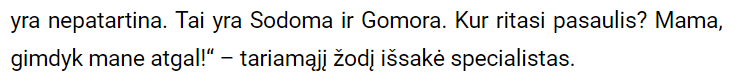 yra nepatartina. Tai yra Sodoma ir Gomora. Kur ritasi pasaulis? Mama,
gimdyk mane atgal!“ – tariamąjį žodį išsakė specialistas.